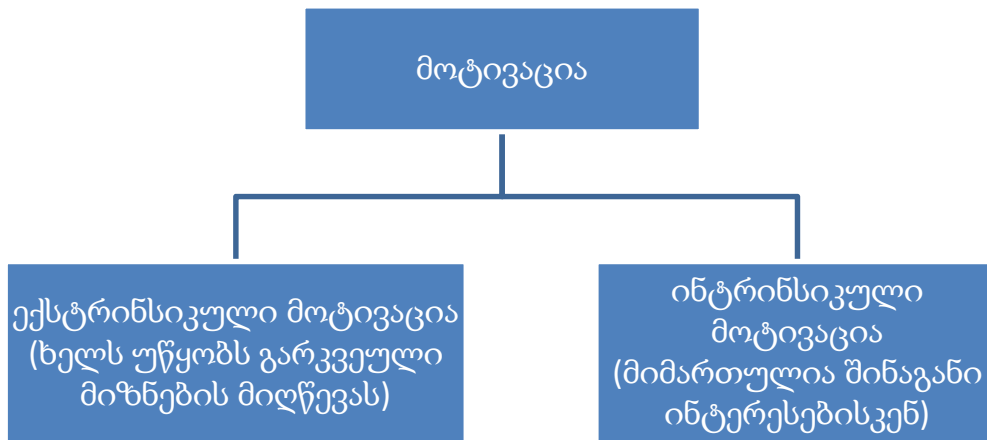 მოტივაცია
ექსტრინსიკული მოტივაცია
(ხელს უწყობს გარკვეული
მიზნების მიღწევას)
ინტრინსიკული
მოტივაცია
(მიმართულია შინაგანი
ინტერესებისკენ)